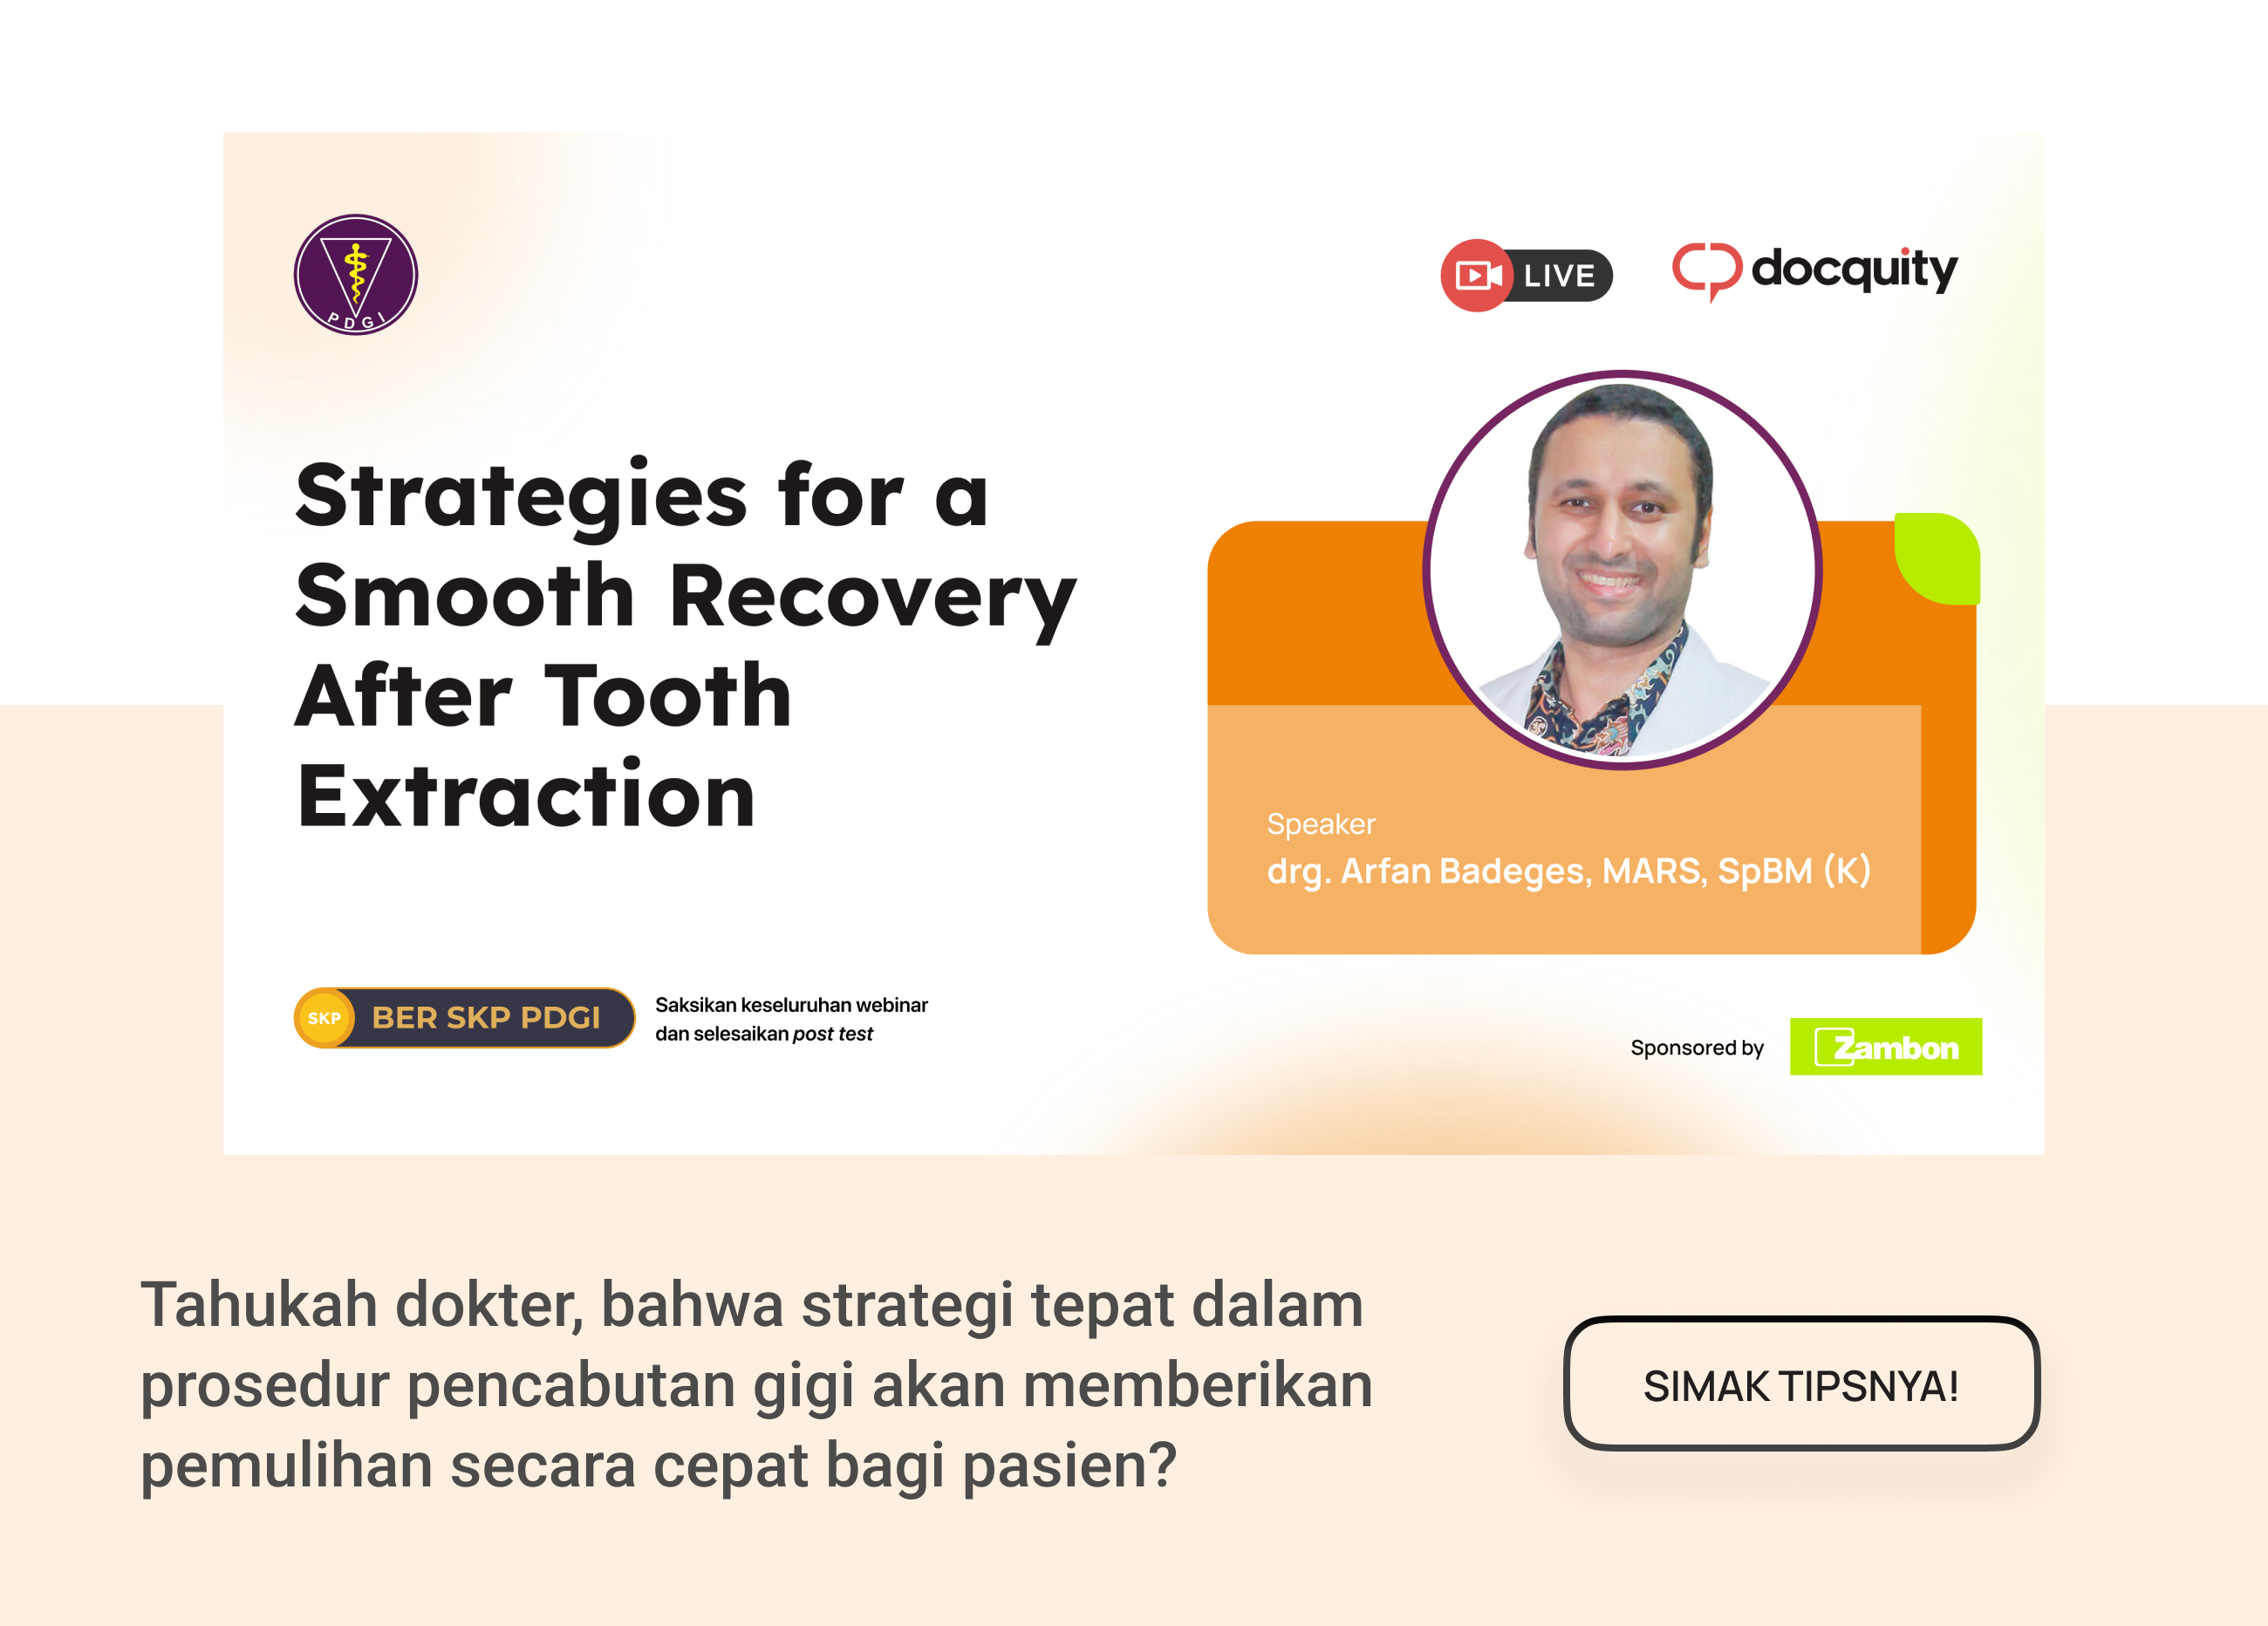 PDGI
LIVE
docquity
Strategies for a
Smooth Recovery
After Tooth
Extraction
Speaker
drg. Arfan Badeges, MARS, SpBM (K)
SKP
BER SKP PDGI
Saksikan keseluruhan webinar
dan selesaikan post test
Sponsored by
Zambon
Tahukah dokter, bahwa strategi tepat dalam
prosedur pencabutan gigi akan memberikan
pemulihan secara cepat bagi pasien?
SIMAK TIPSNYA!